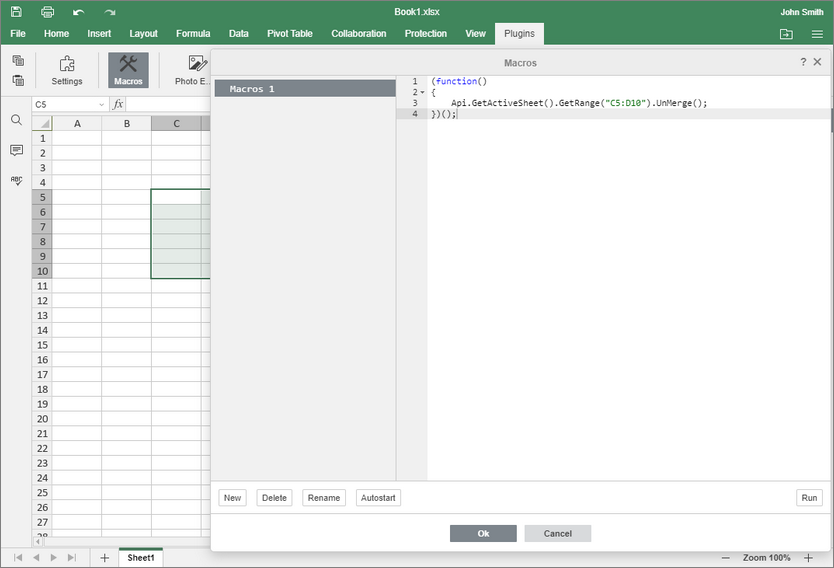 Book1.xlsx
John Smith
File Home Insert Layout Formula Data Pivot Table Collaboration Protection View Plugins
Settings Macros Photo E...
Macros
?
C5
fx
ABC
A B C
1
2
3
4
5
6
7
8
9
10
11
12
13
14
15
16
17
18
19
20
21
22
23
24
25
26
27
28
Macros 1
1 (function()
2 {
3 Api.GetActiveSheet().GetRange("C5:D10").UnMerge();
4 })();
New Delete Rename Autostart Run
Ok Cancel
Sheet1
Zoom 100%